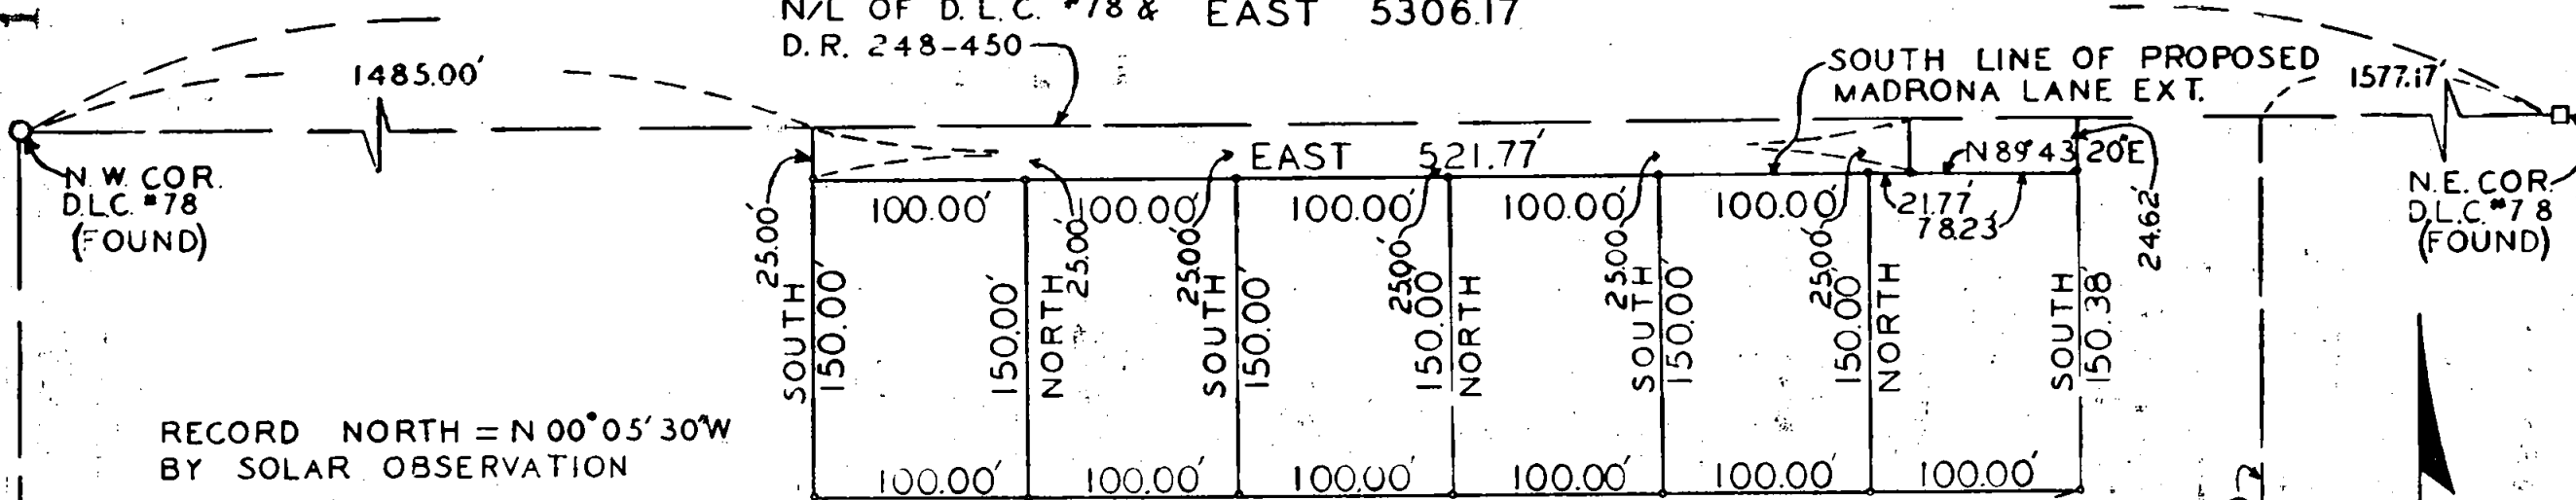 N/L OF D.L.C. #78 & EAST 5306.17
D.R. 248-450
1485.00'
SOUTH LINE OF PROPOSED
MADRONA LANE EXT.
1577.17'
N.W. COR.
D.L.C. #78
(FOUND)
EAST 521.77'
N 89°43'20"E
N.E. COR.
D.L.C. #78
(FOUND)
25.00'
100.00'
25.00'
100.00'
25.00'
100.00'
25.00'
100.00'
25.00'
100.00'
25.00'
21.77'
78.23'
24.62'
SOUTH
150.00'
150.00'
NORTH
SOUTH
150.00'
150.00'
NORTH
SOUTH
150.00'
150.00'
NORTH
SOUTH
150.38'
RECORD NORTH = N 00°05'30"W
BY SOLAR OBSERVATION
100.00'
100.00'
100.00'
100.00'
100.00'
100.00'